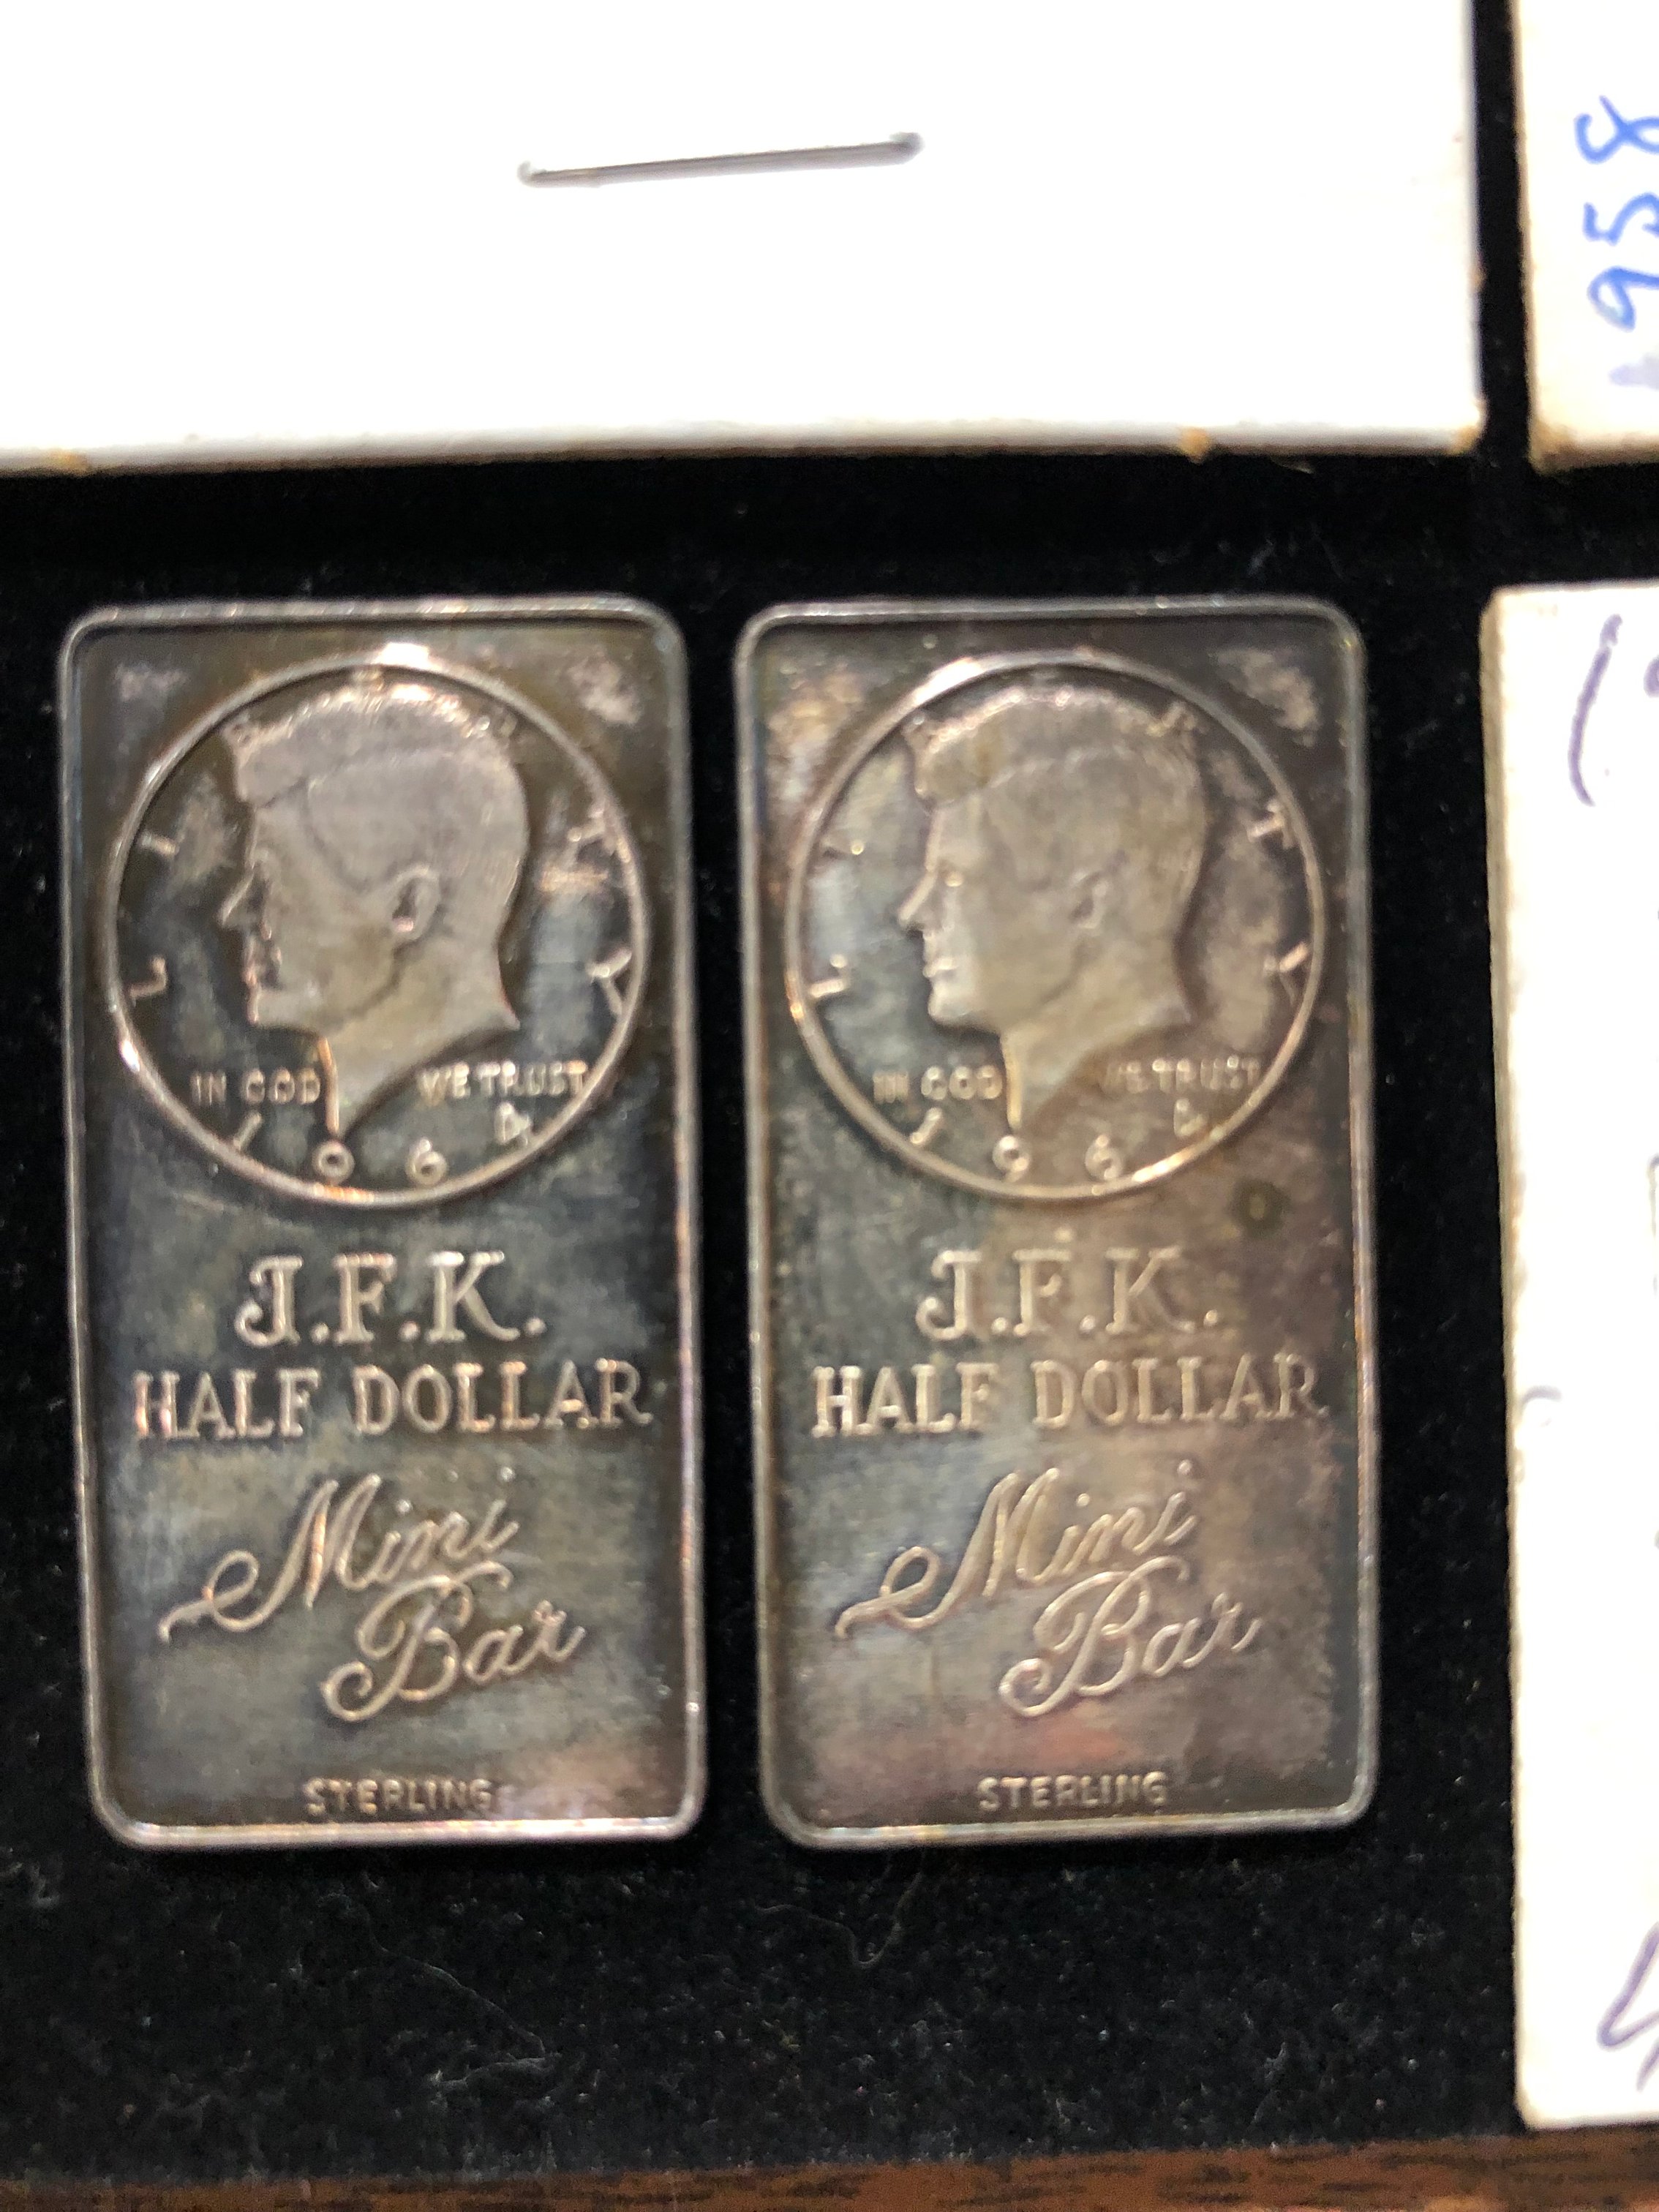 958
LIBERTY
IN GOD WE TRUST
1964
J.F.K.
HALF DOLLAR
Mini
Bar
STERLING
LIBERTY
IN GOD WE TRUST
1964
J.F.K.
HALF DOLLAR
Mini
Bar
STERLING